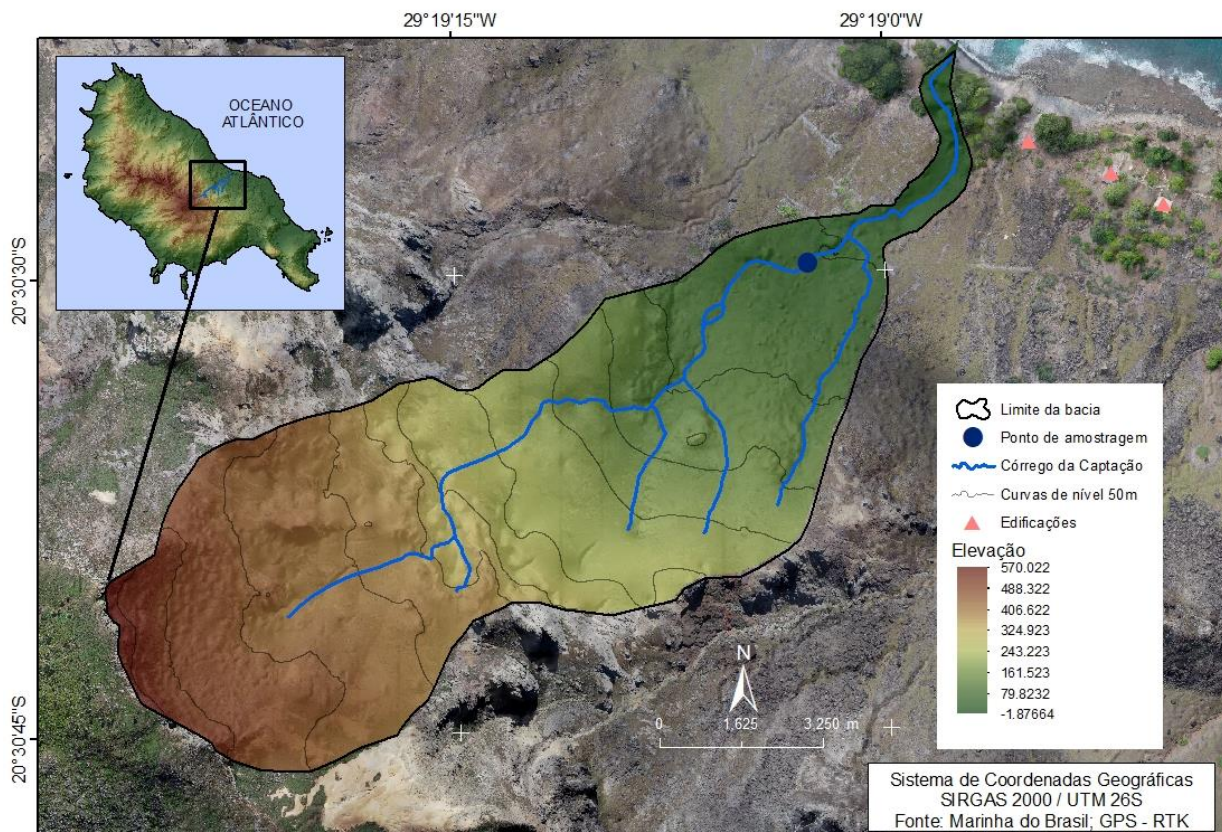 29°19'15"W
29°19'0"W
OCEANO
ATLÂNTICO
20°30'30"S
20°30'45"S
Limite da bacia
Ponto de amostragem
Córrego da Captação
Curvas de nível 50m
Edificações
Elevação
570.022
488.322
406.622
324.923
243.223
161.523
79.8232
-1.87664
N
0 1.625 3.250 m
Sistema de Coordenadas Geográficas
SIRGAS 2000 / UTM 26S
Fonte: Marinha do Brasil; GPS - RTK